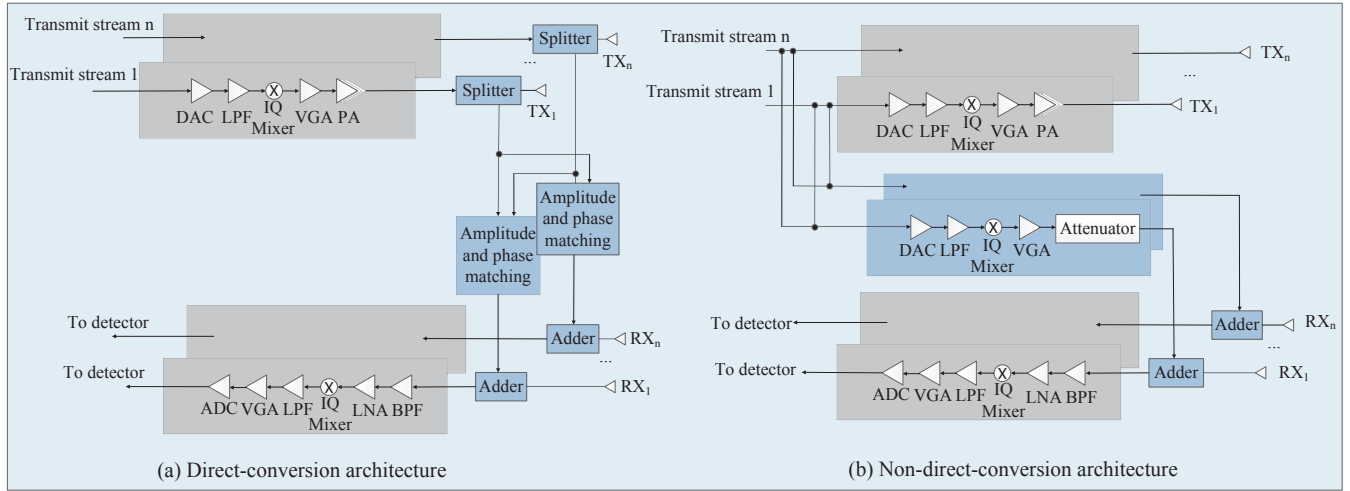 Transmit stream n
Splitter
...
TXn
Transmit stream 1
Splitter
TX1
DAC LPF IQ Mixer VGA PA
Amplitude and phase matching
Amplitude and phase matching
To detector
Adder
RXn
...
To detector
Adder
RX1
ADC VGA LPF IQ Mixer LNA BPF
(a) Direct-conversion architecture
Transmit stream n
TXn
...
Transmit stream 1
TX1
DAC LPF IQ Mixer VGA PA
DAC LPF IQ Mixer VGA Attenuator
To detector
Adder
RXn
...
To detector
Adder
RX1
ADC VGA LPF IQ Mixer LNA BPF
(b) Non-direct-conversion architecture